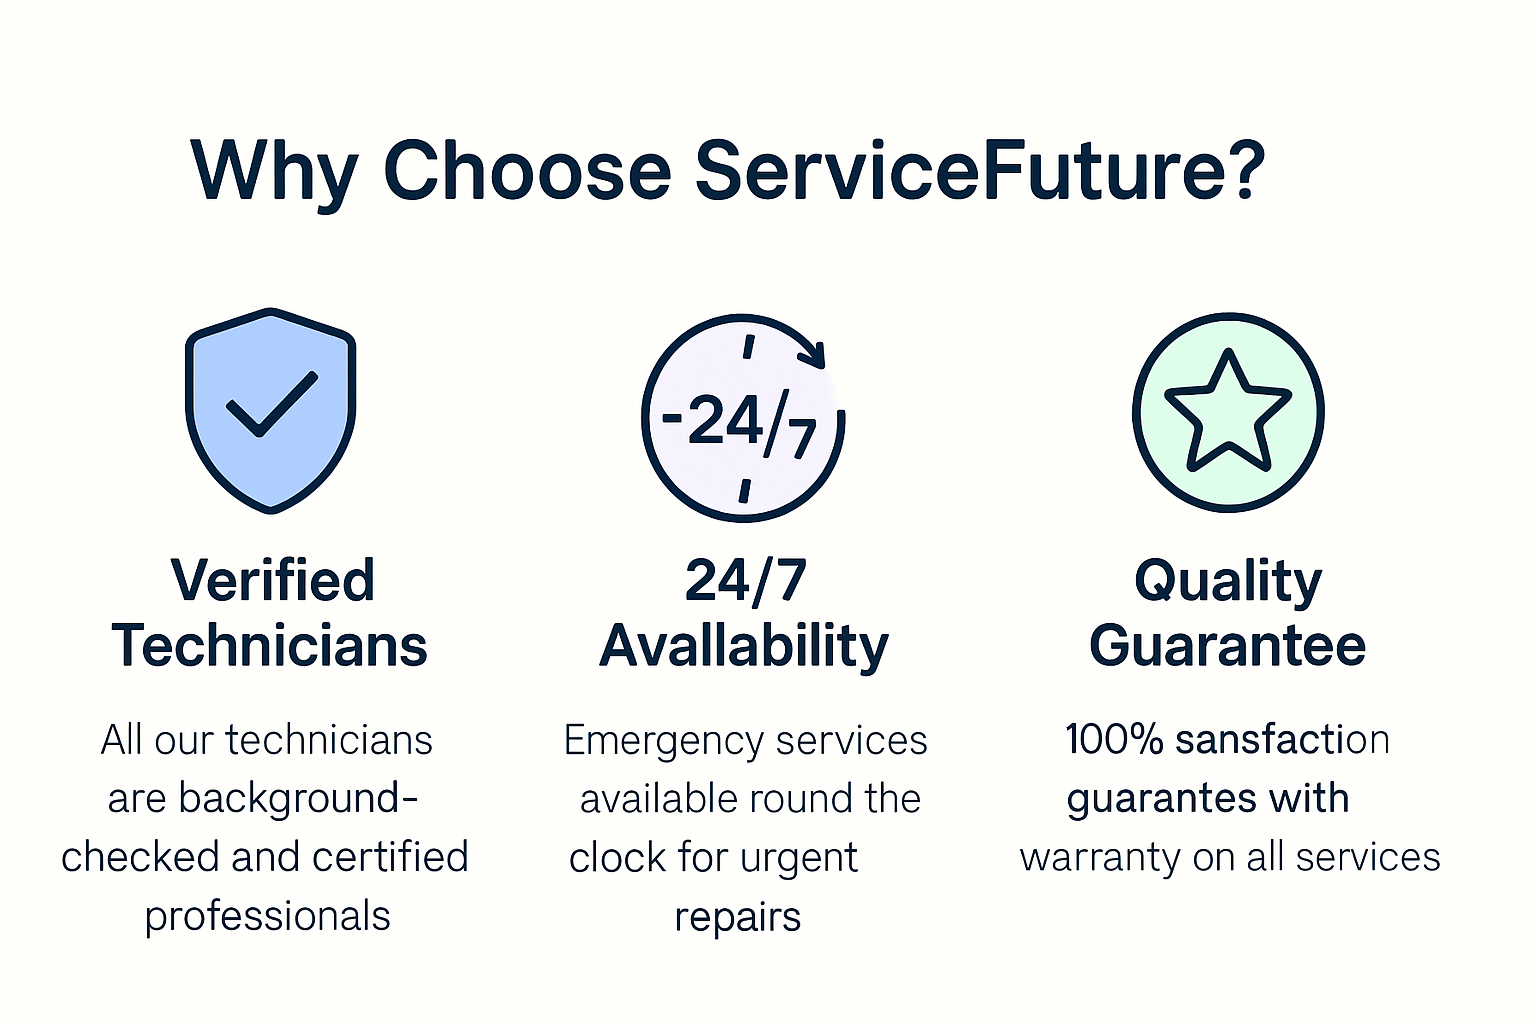 Why Choose ServiceFuture?
-24/7
Verified
Technicians
All our technicians
are background-
checked and certified
professionals
24/7
Avallability
Emergency services
available round the
clock for urgent
repairs
Quality
Guarantee
100% sansfaction
guarantes with
warranty on all services